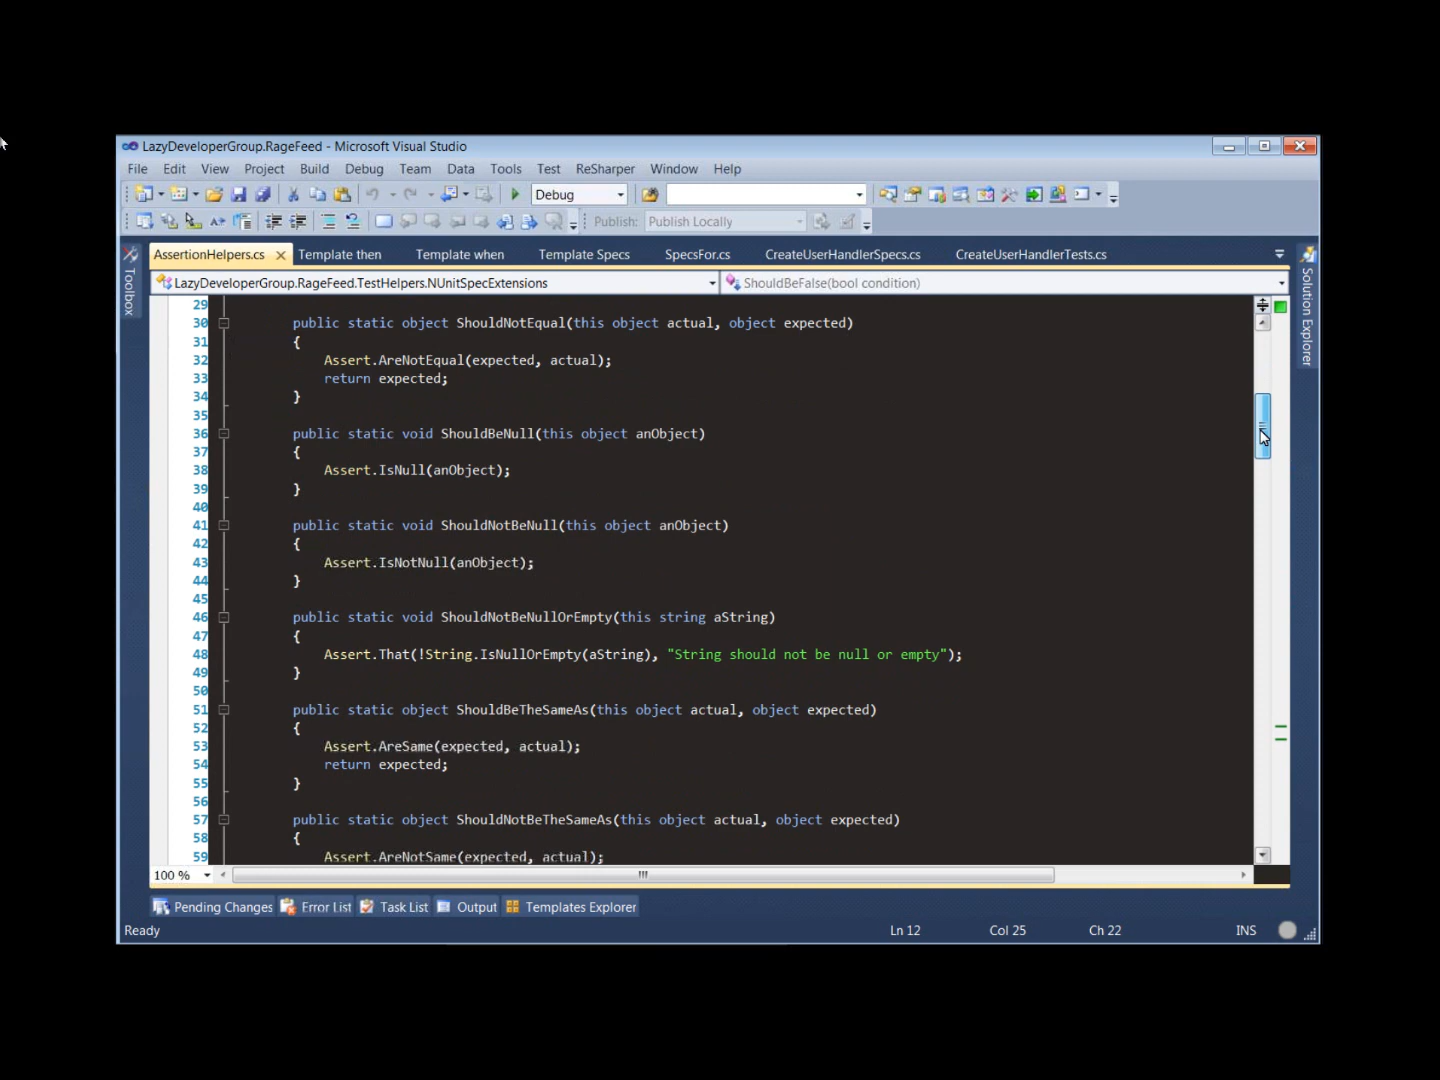 LazyDeveloperGroup.RageFeed - Microsoft Visual Studio
File Edit View Project Build Debug Team Data Tools Test ReSharper Window Help
Debug
Publish: Publish Locally
Toolbox
AssertionHelpers.cs Template then Template when Template Specs SpecsFor.cs CreateUserHandlerSpecs.cs CreateUserHandlerTests.cs
Solution Explorer
LazyDeveloperGroup.RageFeed.TestHelpers.NUnitSpecExtensions ShouldBeFalse(bool condition)
29
30 public static object ShouldNotEqual(this object actual, object expected)
31 {
32 Assert.AreNotEqual(expected, actual);
33 return expected;
34 }
35
36 public static void ShouldBeNull(this object anObject)
37 {
38 Assert.IsNull(anObject);
39 }
40
41 public static void ShouldNotBeNull(this object anObject)
42 {
43 Assert.IsNotNull(anObject);
44 }
45
46 public static void ShouldNotBeNullOrEmpty(this string aString)
47 {
48 Assert.That(!String.IsNullOrEmpty(aString), "String should not be null or empty");
49 }
50
51 public static object ShouldBeTheSameAs(this object actual, object expected)
52 {
53 Assert.AreSame(expected, actual);
54 return expected;
55 }
56
57 public static object ShouldNotBeTheSameAs(this object actual, object expected)
58 {
59 Assert.AreNotSame(expected, actual);
100 %
Pending Changes Error List Task List Output Templates Explorer
Ready Ln 12 Col 25 Ch 22 INS